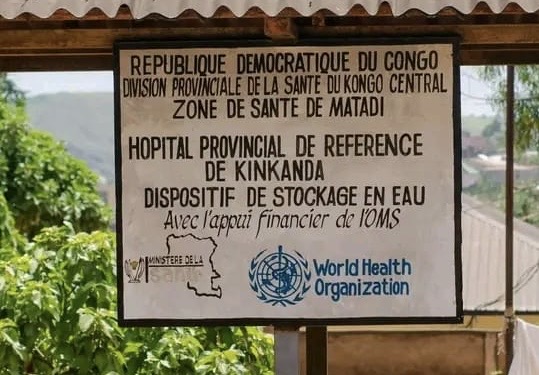 REPUBLIQUE DEMOCRATIQUE DU CONGO
DIVISION PROVINCIALE DE LA SANTE DU KONGO CENTRAL
ZONE DE SANTE DE MATADI
HOPITAL PROVINCIAL DE REFERENCE
DE KINKANDA
DISPOSITIF DE STOCKAGE EN EAU
Avec l'appui financier de l'OMS
MINISTERE DE LA
Santé
World Health
Organization